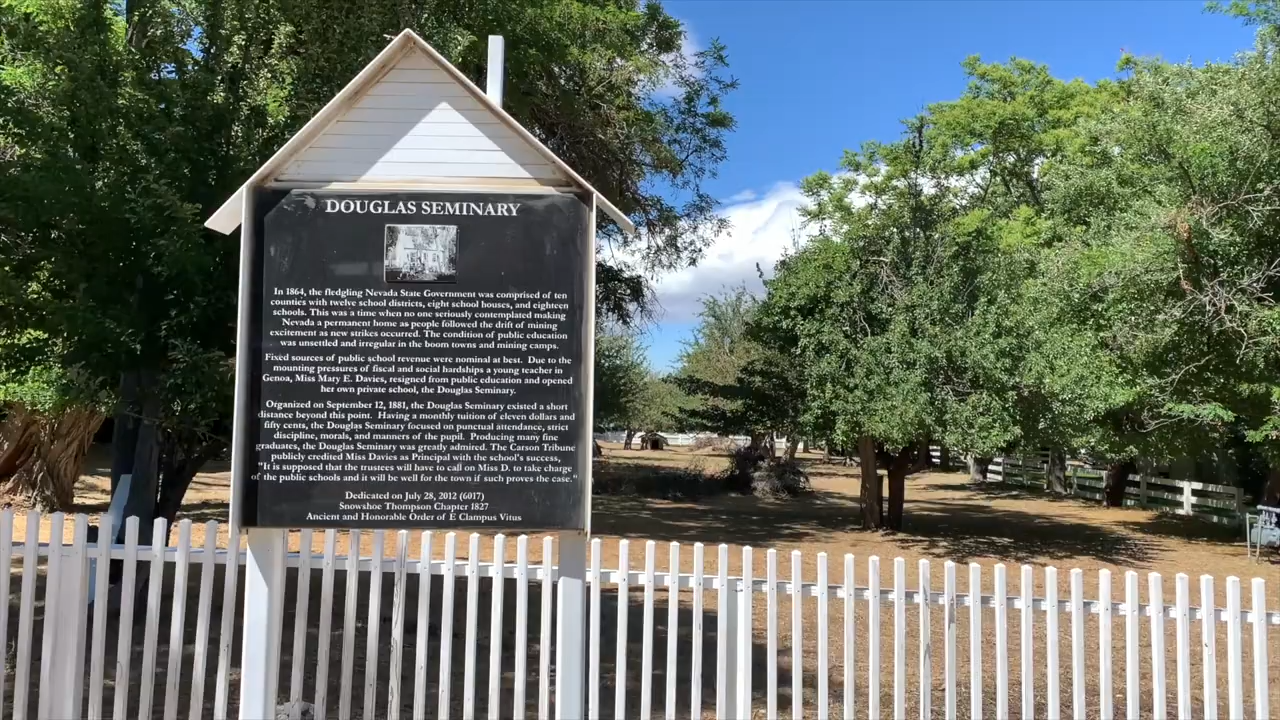 DOUGLAS SEMINARY
In 1864, the fledgling Nevada State Government was comprised of ten
counties with twelve school districts, eight school houses, and eighteen
schools. This was a time when no one seriously contemplated making
Nevada a permanent home as people followed the drift of mining
excitement as new strikes occurred. The condition of public education
was unsettled and irregular in the boom towns and mining camps.
Fixed sources of public school revenue were nominal at best. Due to the
mounting pressures of fiscal and social hardships a young teacher in
Genoa, Miss Mary E. Davies, resigned from public education and opened
her own private school, the Douglas Seminary.
Organized on September 12, 1881, the Douglas Seminary existed a short
distance beyond this point. Having a monthly tuition of eleven dollars and
fifty cents, the Douglas Seminary focused on punctual attendance, strict
discipline, morals, and manners of the pupil. Producing many fine
graduates, the Douglas Seminary was greatly admired. The Carson Tribune
publicly credited Miss Davies as Principal with the school's success,
"It is supposed that the trustees will have to call on Miss D. to take charge
of the public schools and it will be well for the town if such proves the case."
Dedicated on July 28, 2012 (6017)
Snowshoe Thompson Chapter 1827
Ancient and Honorable Order of E Clampus Vitus